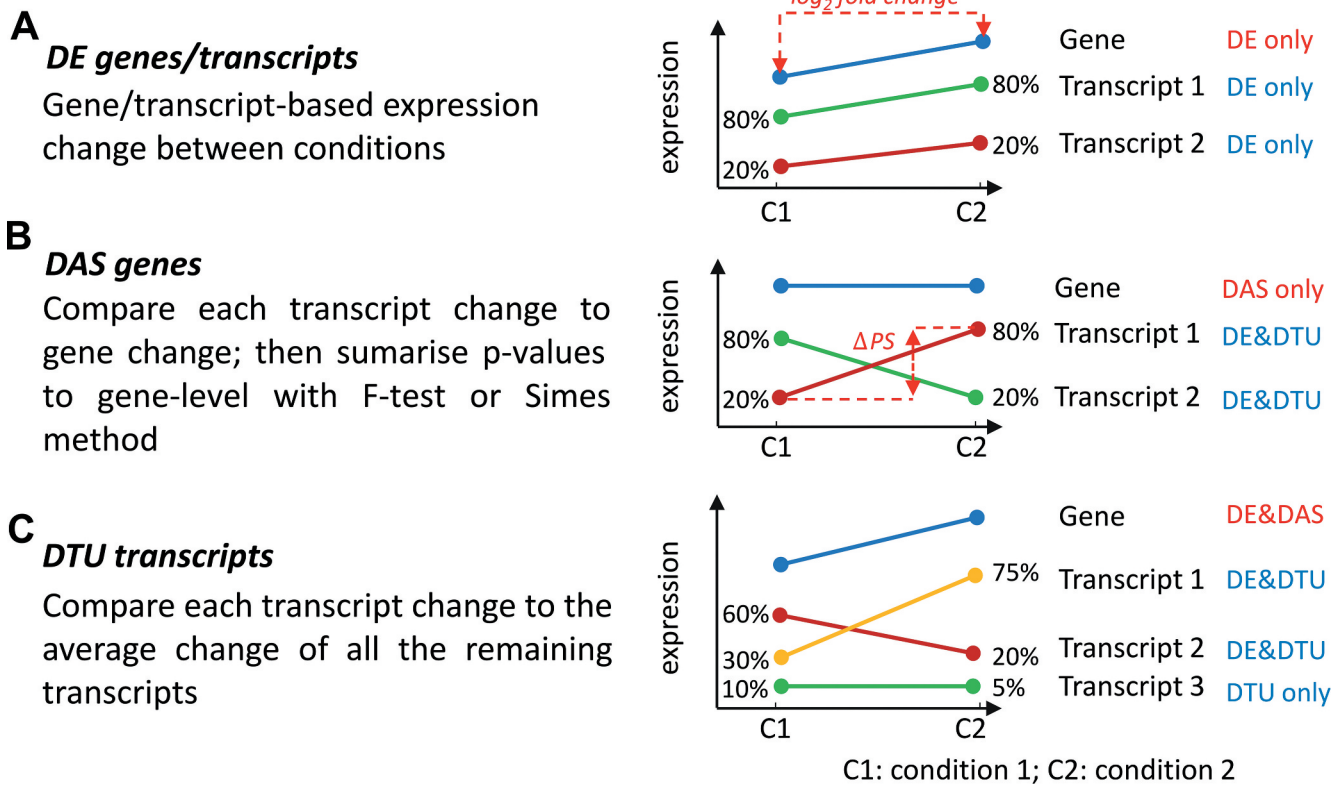 A
DE genes/transcripts
Gene/transcript-based expression
change between conditions
log2 fold change
expression
80%
20%
80%
20%
C1
C2
Gene DE only
Transcript 1 DE only
Transcript 2 DE only
B
DAS genes
Compare each transcript change to
gene change; then sumarise p-values
to gene-level with F-test or Simes
method
expression
80%
20%
ΔPS
80%
20%
C1
C2
Gene DAS only
Transcript 1 DE&DTU
Transcript 2 DE&DTU
C
DTU transcripts
Compare each transcript change to the
average change of all the remaining
transcripts
expression
60%
30%
10%
75%
20%
5%
C1
C2
Gene DE&DAS
Transcript 1 DE&DTU
Transcript 2 DE&DTU
Transcript 3 DTU only
C1: condition 1; C2: condition 2